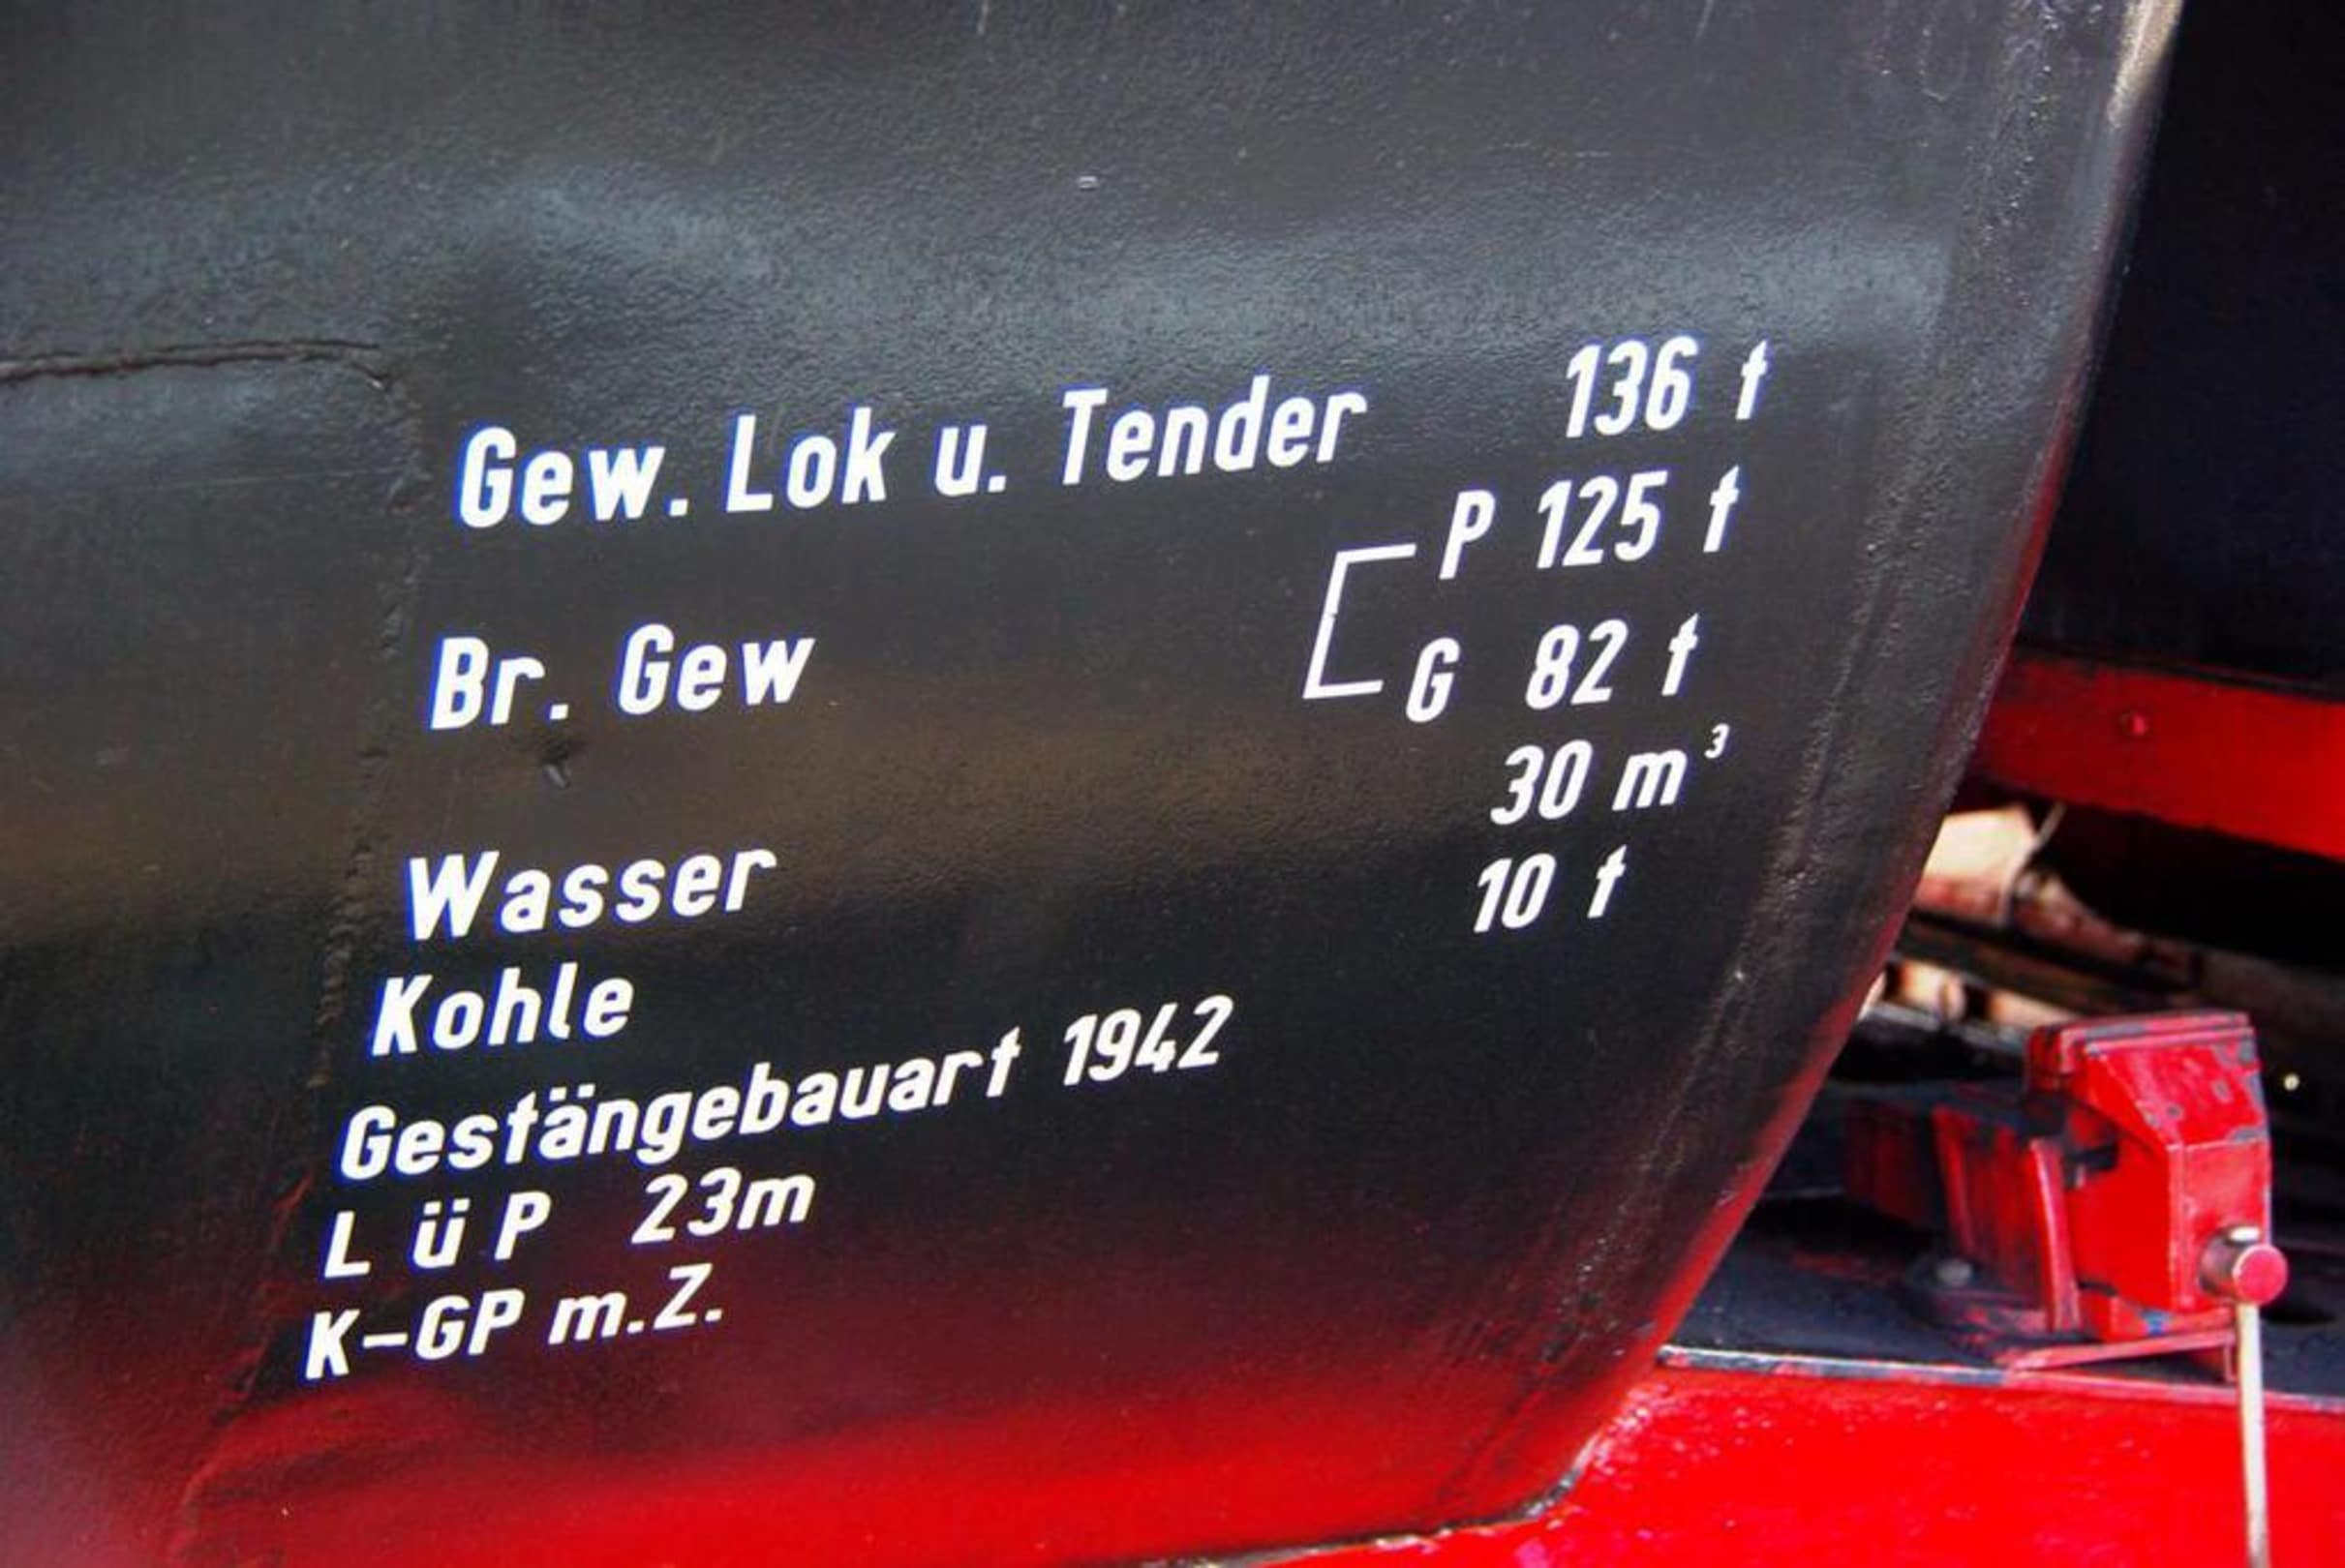 Gew. Lok u. Tender 136 t
P 125 t
Br. Gew
G 82 t
30 m³
Wasser
10 t
Kohle
Gestängebauart 1942
L ü P 23m
K-GP m.Z.